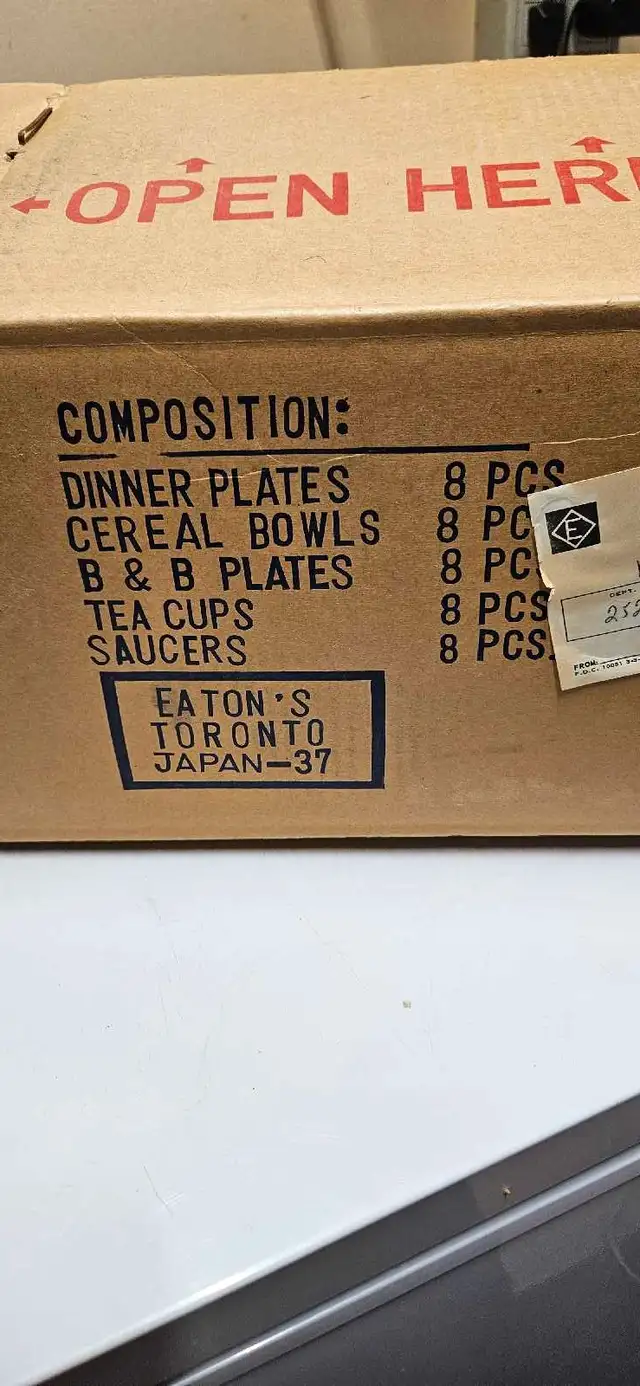 OPEN HER
COMPOSITION:
DINNER PLATES 8 PCS
CEREAL BOWLS 8 PC
B & B PLATES 8 PC
TEA CUPS 8 PCS
SAUCERS 8 PCS.
EATON'S
TORONTO
JAPAN-37
E
DEPT.
252
FROM: